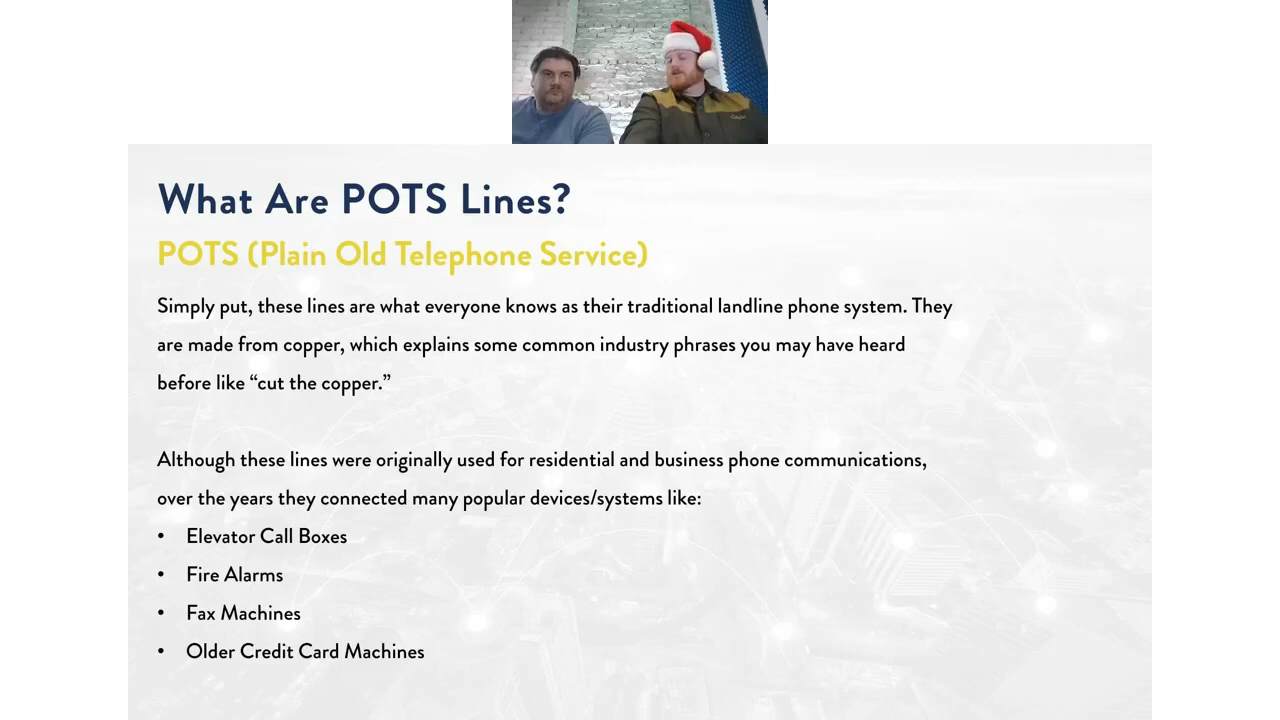 What Are POTS Lines?
POTS (Plain Old Telephone Service)
Simply put, these lines are what everyone knows as their traditional landline phone system. They
are made from copper, which explains some common industry phrases you may have heard
before like “cut the copper.”
Although these lines were originally used for residential and business phone communications,
over the years they connected many popular devices/systems like:
• Elevator Call Boxes
• Fire Alarms
• Fax Machines
• Older Credit Card Machines